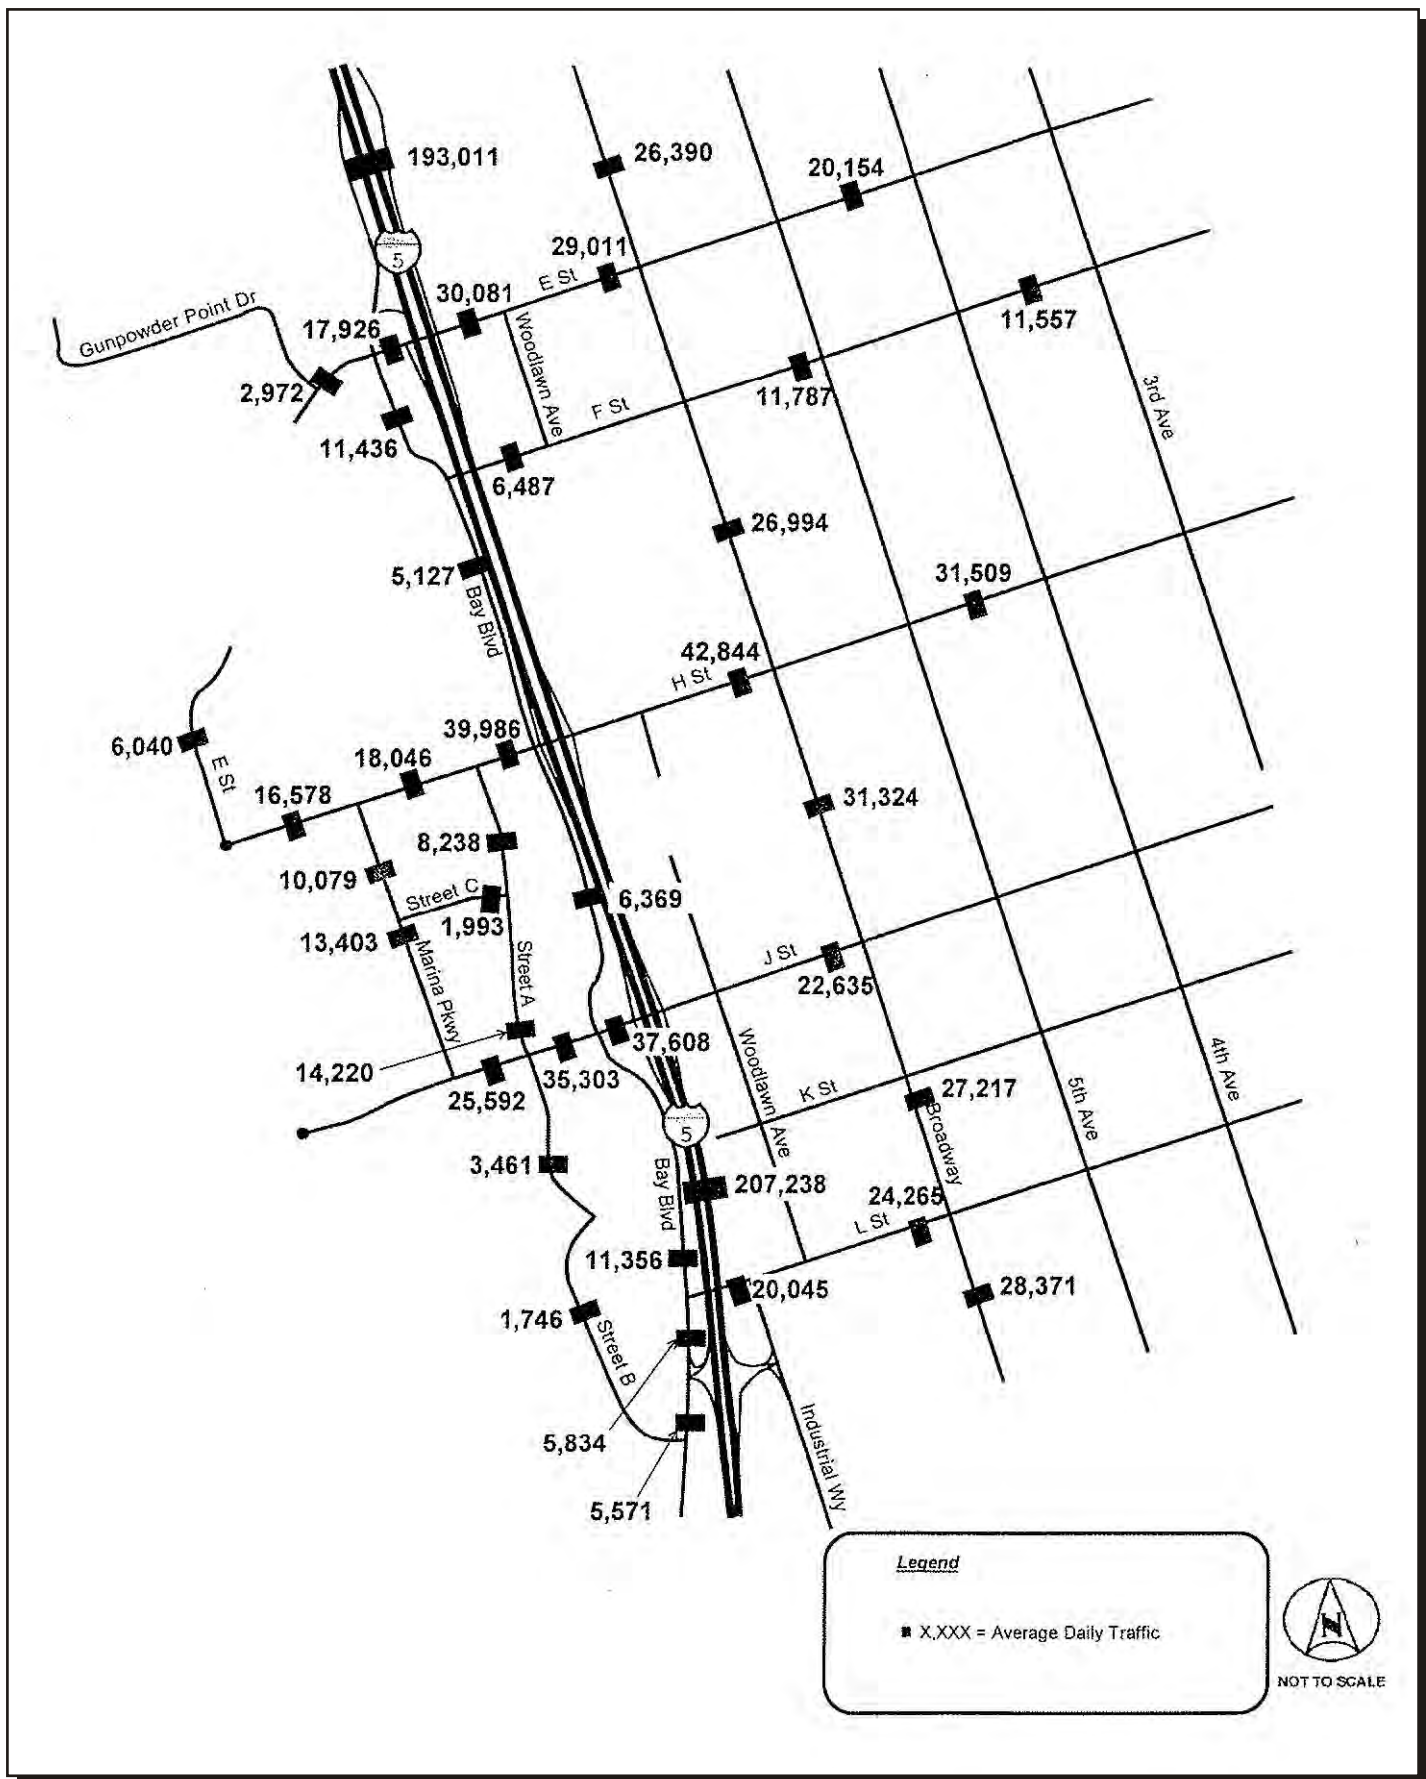 193,011
26,390
20,154
5
29,011
E St
30,081
Gunpowder Point Dr
17,926
Woodlawn Ave
11,557
2,972
11,787
3rd Ave
F St
11,436
6,487
26,994
5,127
Bay Blvd
31,509
42,844
H St
39,986
6,040
18,046
E St
16,578
31,324
8,238
10,079
Street C
6,369
1,993
13,403
Marina Pkwy
Street A
J St
22,635
37,608
14,220
35,303
25,592
Woodlawn Ave
K St
27,217
5th Ave
4th Ave
Broadway
5
3,461
Bay Blvd
207,238
24,265
L St
11,356
20,045
28,371
1,746
Street B
5,834
Industrial Wy
5,571
Legend
X,XXX = Average Daily Traffic
N
NOT TO SCALE